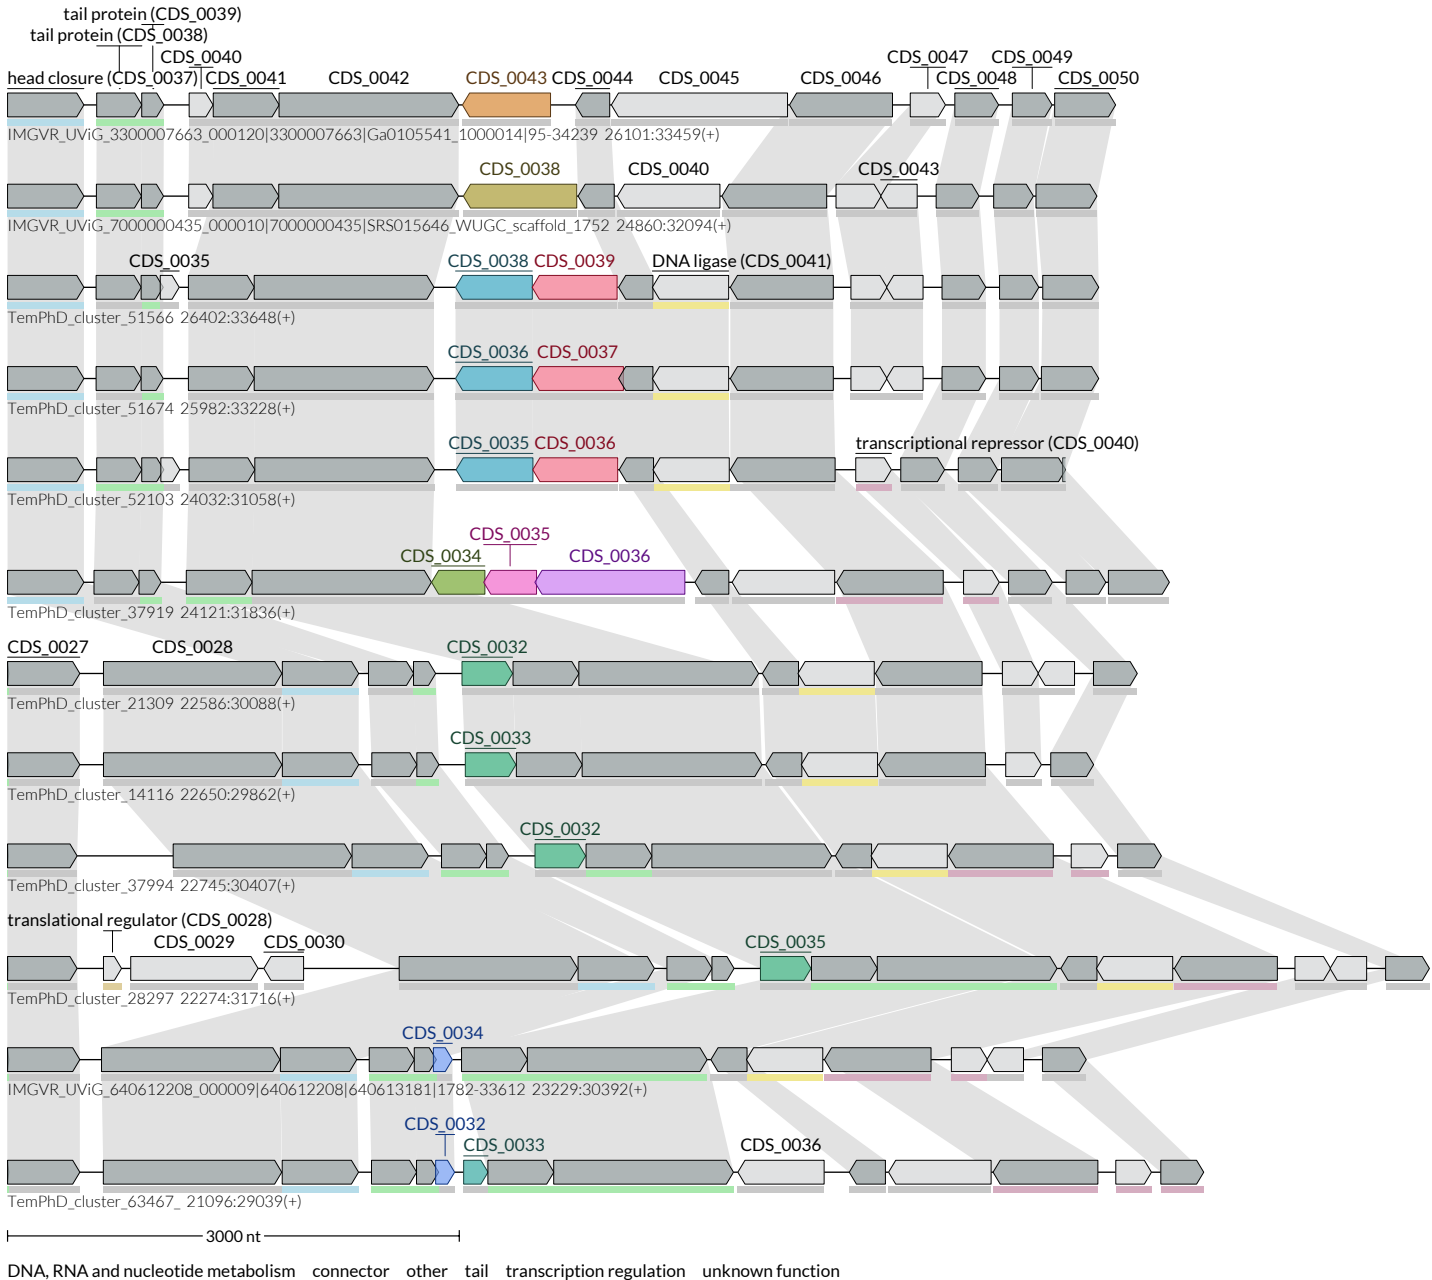 tail protein (CDS_0039)
tail protein (CDS_0038)
CDS_0040 CDS_0047 CDS_0049
head closure (CDS_0037) CDS_0041 CDS_0042 CDS_0043 CDS_0044 CDS_0045 CDS_0046 CDS_0048 CDS_0050
IMGVR_UViG_3300007663_000120|3300007663|Ga0105541_1000014|95-34239 26101:33459(+)
CDS_0038 CDS_0040 CDS_0043
IMGVR_UViG_7000000435_000010|7000000435|SRS015646_WUGC_scaffold_1752 24860:32094(+)
CDS_0035 CDS_0038 CDS_0039 DNA ligase (CDS_0041)
TemPhD_cluster_51566 26402:33648(+)
CDS_0036 CDS_0037
TemPhD_cluster_51674 25982:33228(+)
CDS_0035 CDS_0036 transcriptional repressor (CDS_0040)
TemPhD_cluster_52103 24032:31058(+)
CDS_0035
CDS_0034 CDS_0036
TemPhD_cluster_37919 24121:31836(+)
CDS_0027 CDS_0028 CDS_0032
TemPhD_cluster_21309 22586:30088(+)
CDS_0033
TemPhD_cluster_14116 22650:29862(+)
CDS_0032
TemPhD_cluster_37994 22745:30407(+)
translational regulator (CDS_0028)
CDS_0029 CDS_0030 CDS_0035
TemPhD_cluster_28297 22274:31716(+)
CDS_0034
IMGVR_UViG_640612208_000009|640612208|640613181|1782-33612 23229:30392(+)
CDS_0032
CDS_0033 CDS_0036
TemPhD_cluster_63467_ 21096:29039(+)
3000 nt
DNA, RNA and nucleotide metabolism connector other tail transcription regulation unknown function